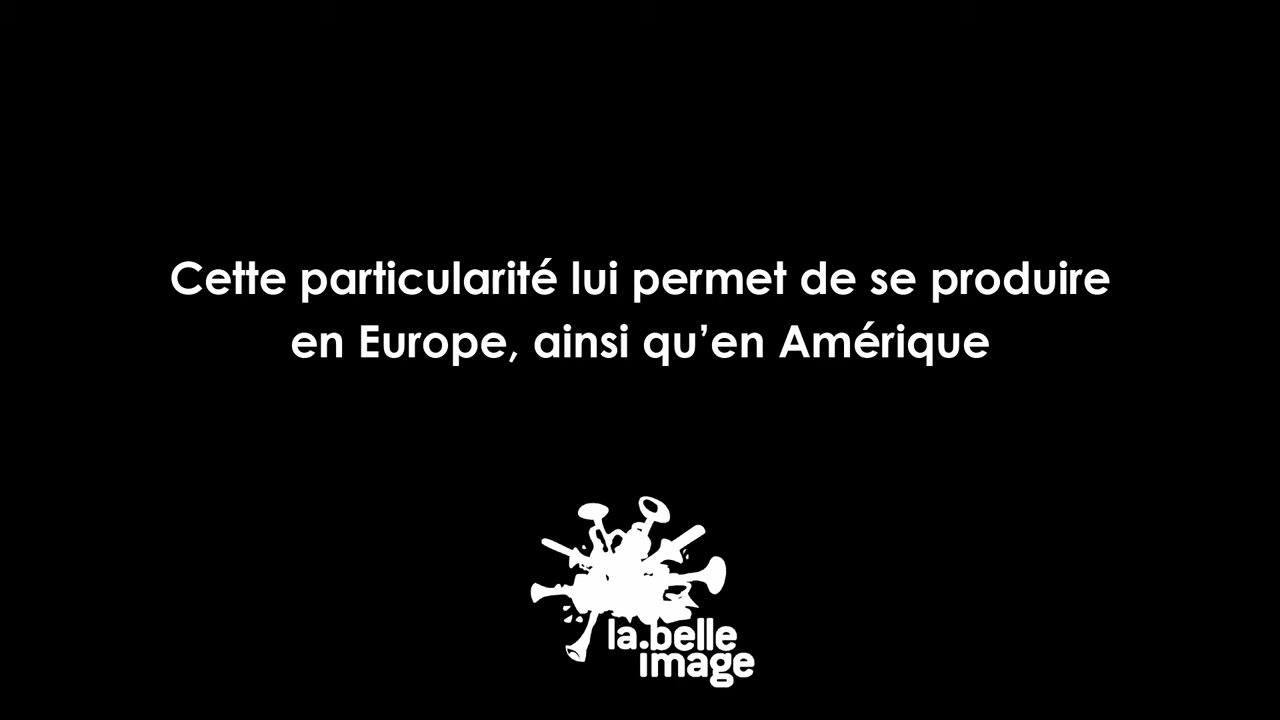 Cette particularité lui permet de se produire
en Europe, ainsi qu’en Amérique
la.belle
image